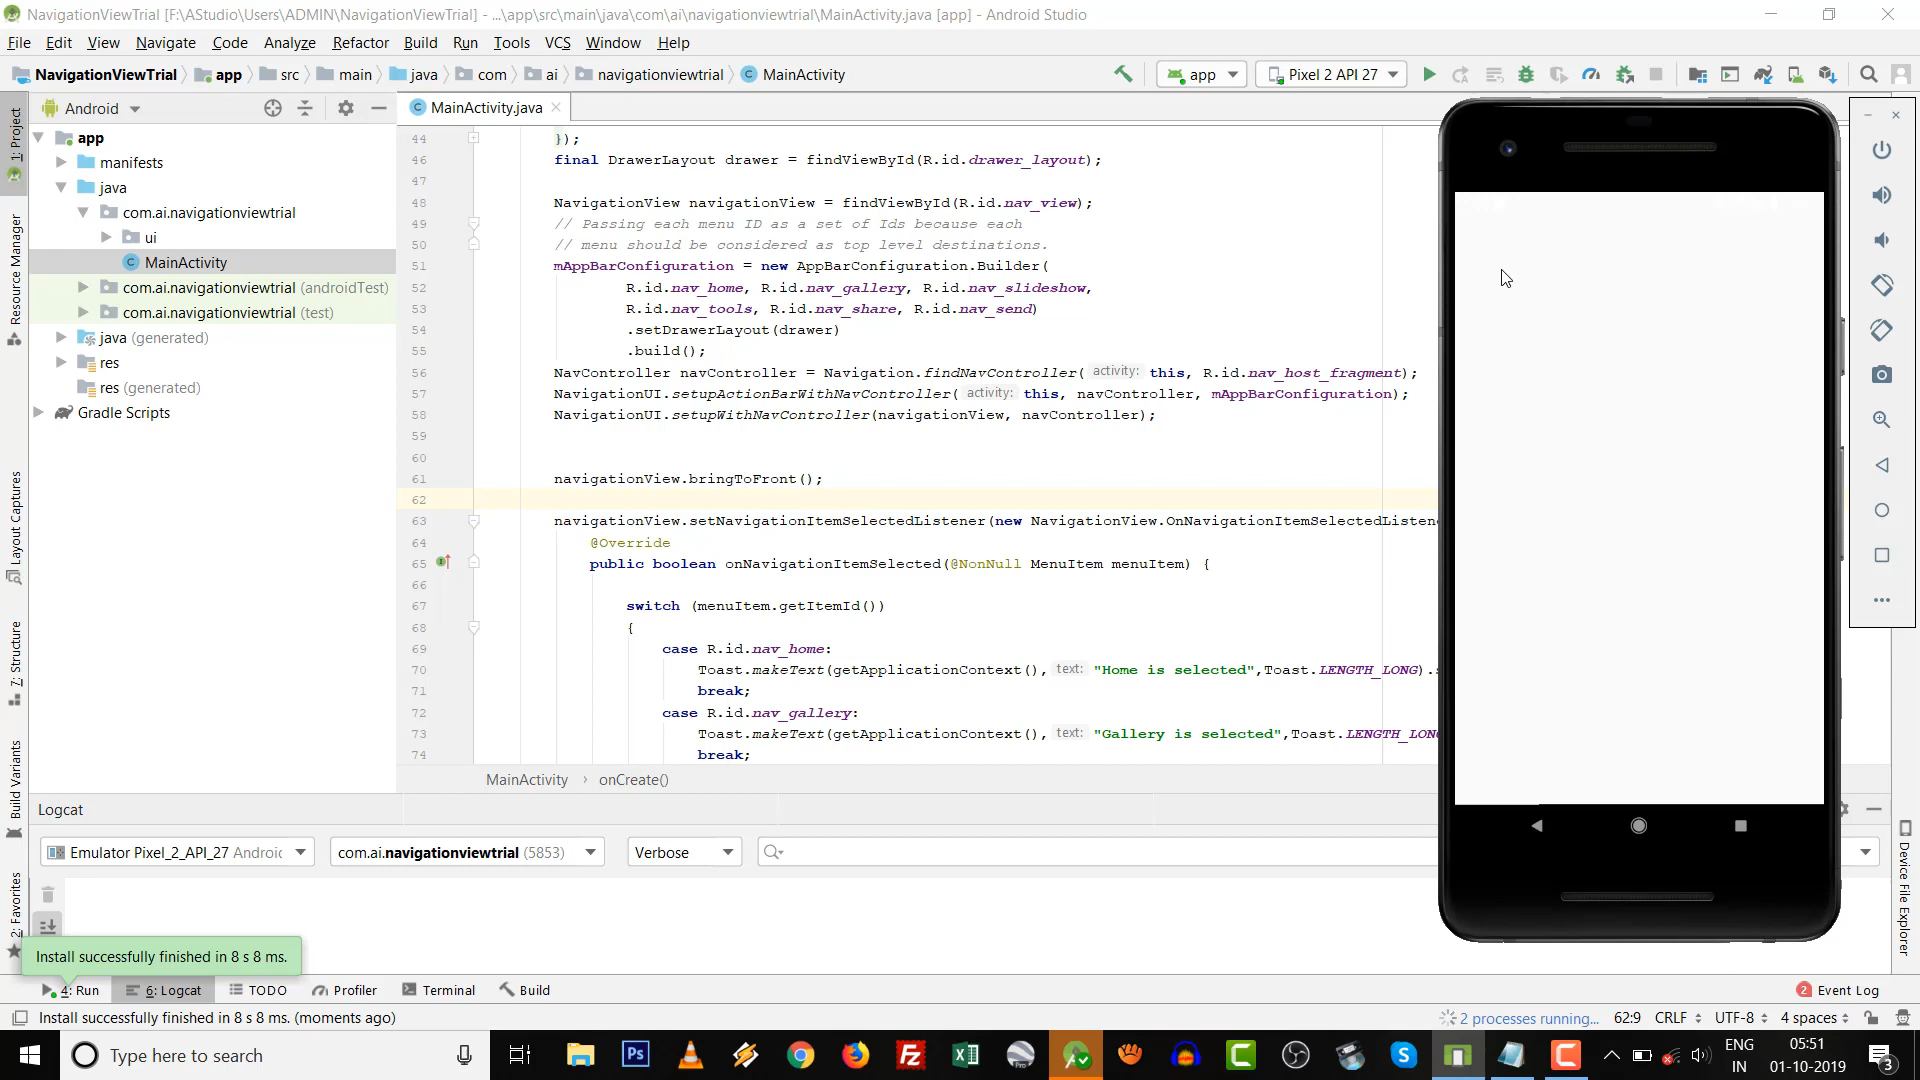 NavigationViewTrial [F:\AStudio\Users\ADMIN\NavigationViewTrial] - ...\app\src\main\java\com\ai\navigationviewtrial\MainActivity.java [app] - Android Studio
File Edit View Navigate Code Analyze Refactor Build Run Tools VCS Window Help
NavigationViewTrial app src main java com ai navigationviewtrial MainActivity app Pixel 2 API 27
Android MainActivity.java
1: Project
Resource Manager
Layout Captures
7: Structure
Build Variants
2: Favorites
app
manifests
java
com.ai.navigationviewtrial
ui
MainActivity
com.ai.navigationviewtrial (androidTest)
com.ai.navigationviewtrial (test)
java (generated)
res
res (generated)
Gradle Scripts
44 });
46 final DrawerLayout drawer = findViewById(R.id.drawer_layout);
47
48 NavigationView navigationView = findViewById(R.id.nav_view);
49 // Passing each menu ID as a set of Ids because each
50 // menu should be considered as top level destinations.
51 mAppBarConfiguration = new AppBarConfiguration.Builder(
52 R.id.nav_home, R.id.nav_gallery, R.id.nav_slideshow,
53 R.id.nav_tools, R.id.nav_share, R.id.nav_send)
54 .setDrawerLayout(drawer)
55 .build();
56 NavController navController = Navigation.findNavController( activity: this, R.id.nav_host_fragment);
57 NavigationUI.setupActionBarWithNavController( activity: this, navController, mAppBarConfiguration);
58 NavigationUI.setupWithNavController(navigationView, navController);
59
60
61 navigationView.bringToFront();
62
63 navigationView.setNavigationItemSelectedListener(new NavigationView.OnNavigationItemSelectedListene
64 @Override
65 public boolean onNavigationItemSelected(@NonNull MenuItem menuItem) {
66
67 switch (menuItem.getItemId())
68 {
69 case R.id.nav_home:
70 Toast.makeText(getApplicationContext(), text: "Home is selected",Toast.LENGTH_LONG).
71 break;
72 case R.id.nav_gallery:
73 Toast.makeText(getApplicationContext(), text: "Gallery is selected",Toast.LENGTH_LONG
74 break;
MainActivity › onCreate()
Logcat
Emulator Pixel_2_API_27 Androic com.ai.navigationviewtrial (5853) Verbose
Device File Explorer
Install successfully finished in 8 s 8 ms.
4: Run 6: Logcat TODO Profiler Terminal Build 2 Event Log
Install successfully finished in 8 s 8 ms. (moments ago) 2 processes running... 62:9 CRLF UTF-8 4 spaces
Type here to search
ENG
IN
05:51
01-10-2019
3